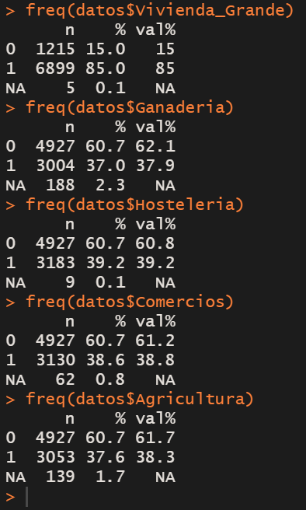 > freq(datos$Vivienda_Grande)
n % val%
0 1215 15.0 15
1 6899 85.0 85
NA 5 0.1 NA
> freq(datos$Ganaderia)
n % val%
0 4927 60.7 62.1
1 3004 37.0 37.9
NA 188 2.3 NA
> freq(datos$Hosteleria)
n % val%
0 4927 60.7 60.8
1 3183 39.2 39.2
NA 9 0.1 NA
> freq(datos$Comercios)
n % val%
0 4927 60.7 61.2
1 3130 38.6 38.8
NA 62 0.8 NA
> freq(datos$Agricultura)
n % val%
0 4927 60.7 61.7
1 3053 37.6 38.3
NA 139 1.7 NA
>